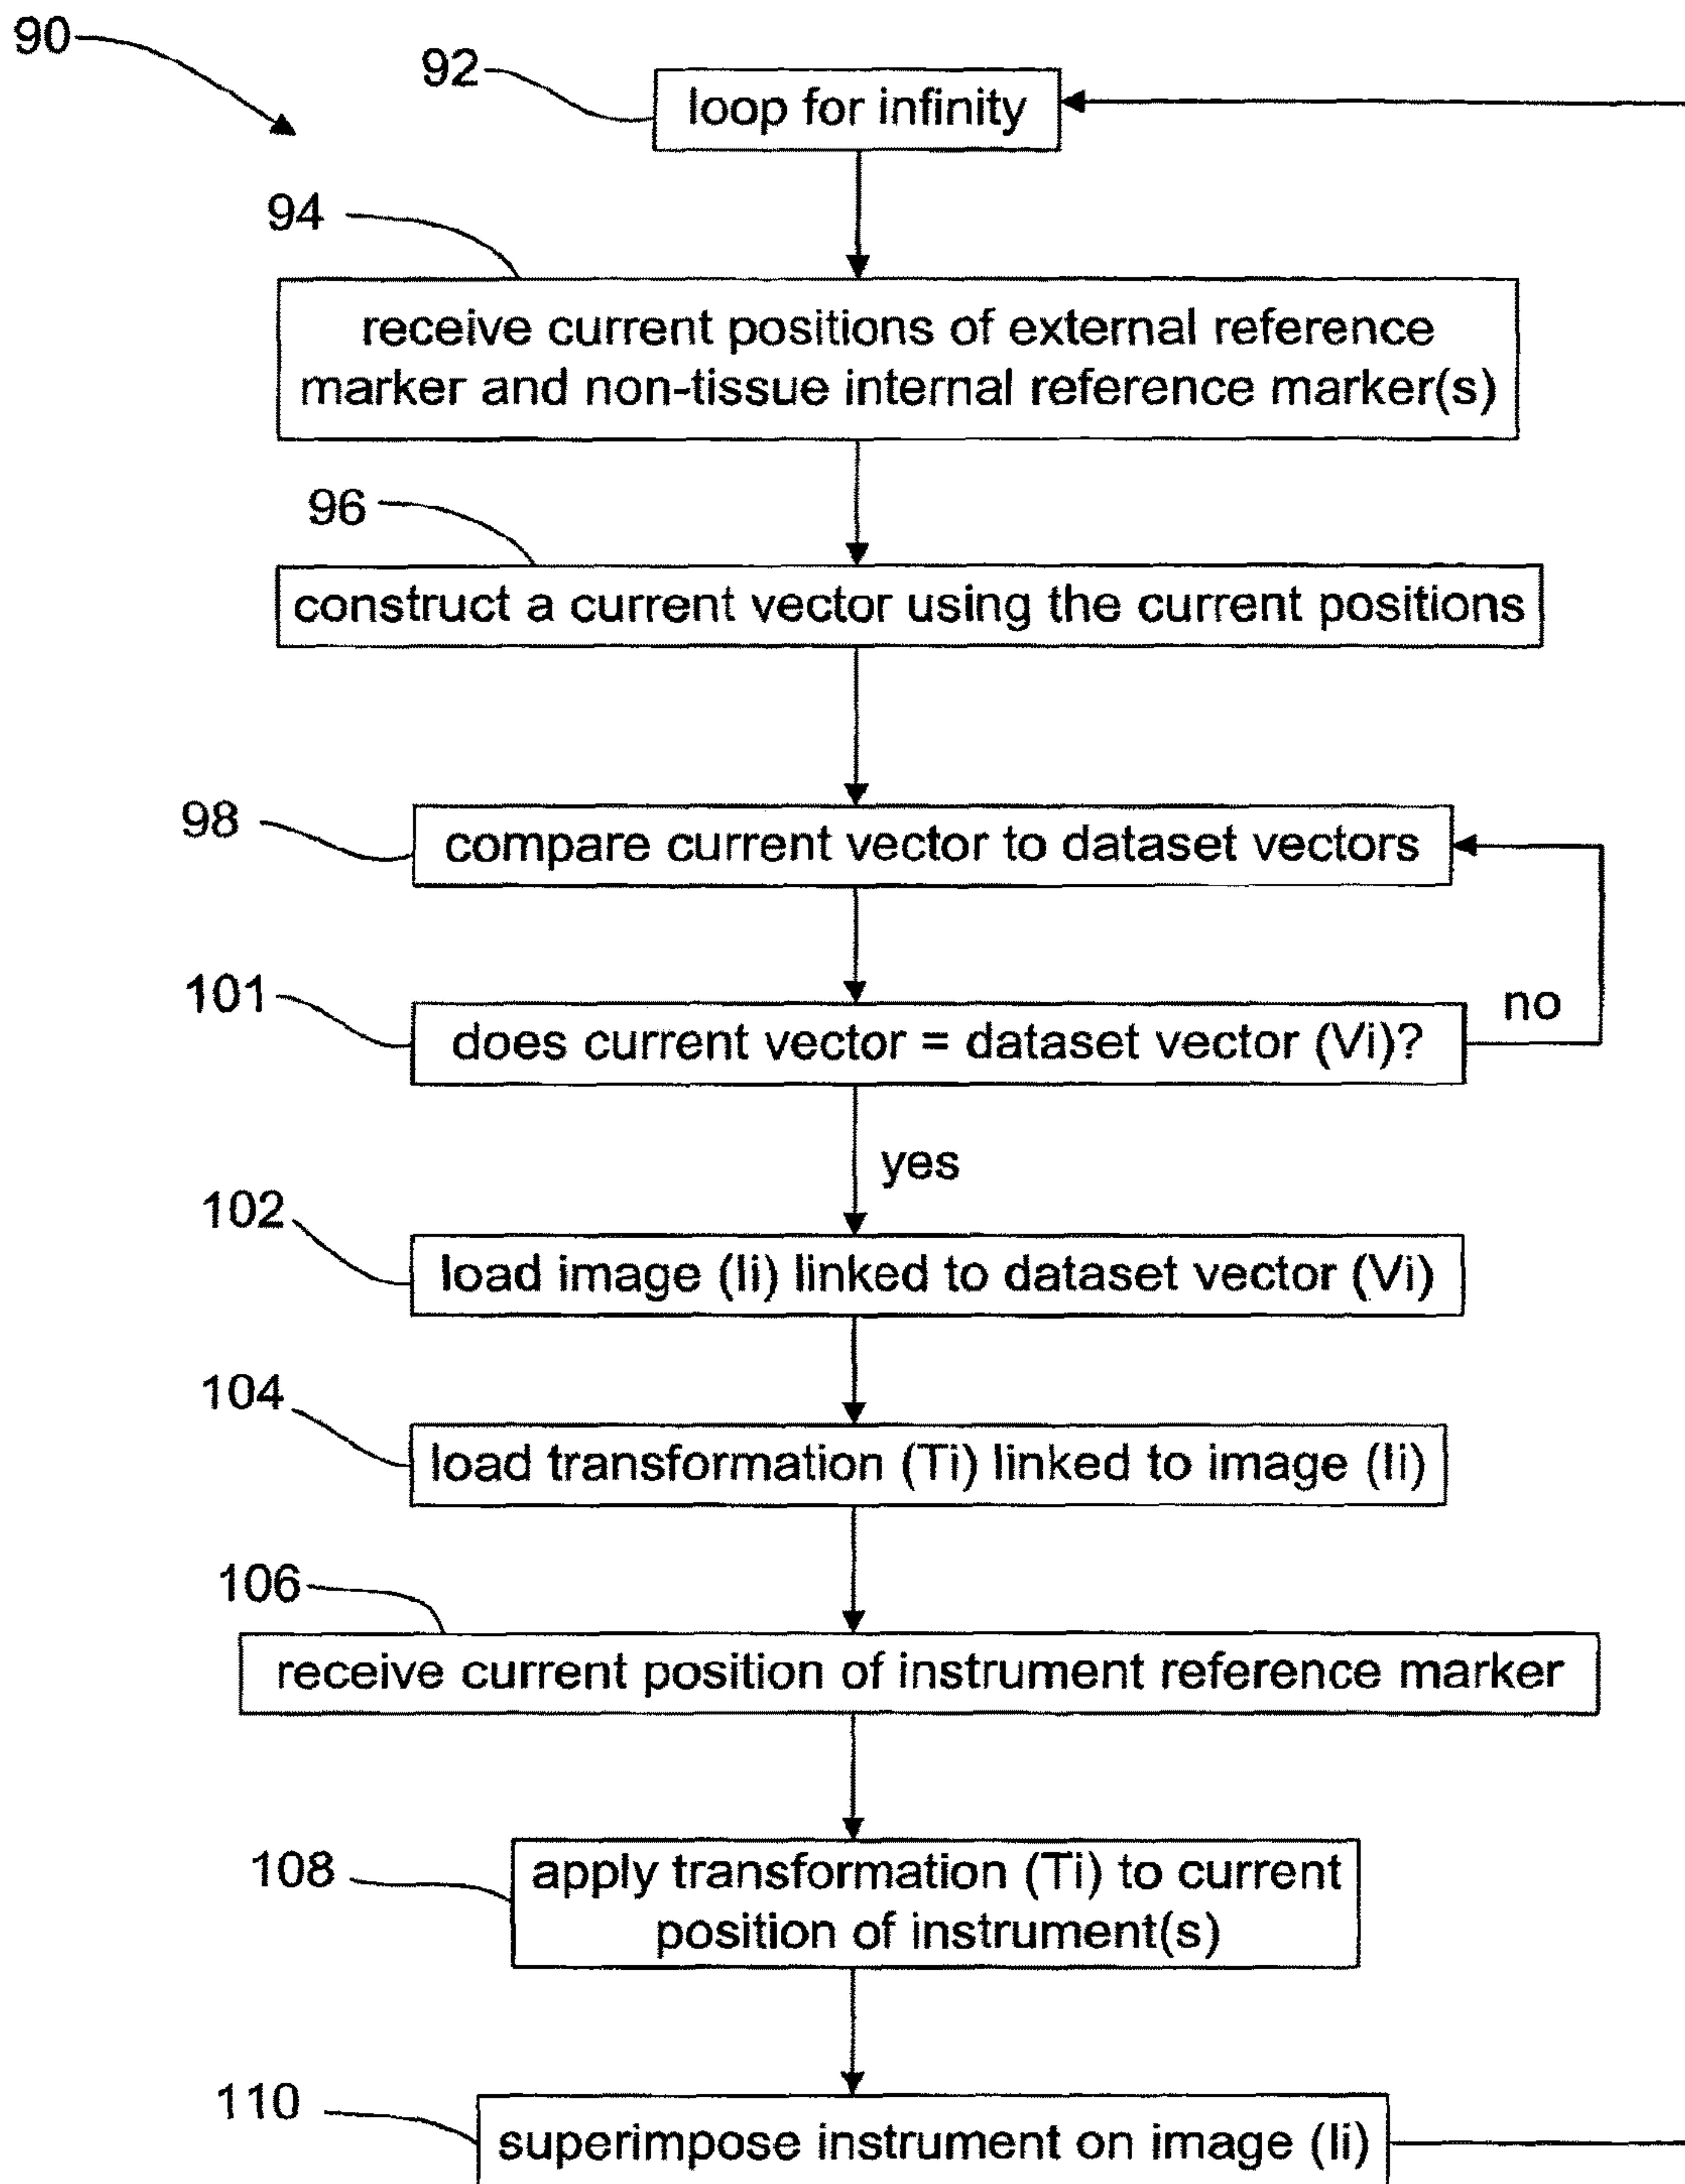 90
92
loop for infinity
94
receive current positions of external reference
marker and non-tissue internal reference marker(s)
96
construct a current vector using the current positions
98
compare current vector to dataset vectors
101
does current vector = dataset vector (Vi)?
no
yes
102
load image (Ii) linked to dataset vector (Vi)
104
load transformation (Ti) linked to image (Ii)
106
receive current position of instrument reference marker
108
apply transformation (Ti) to current
position of instrument(s)
110
superimpose instrument on image (Ii)